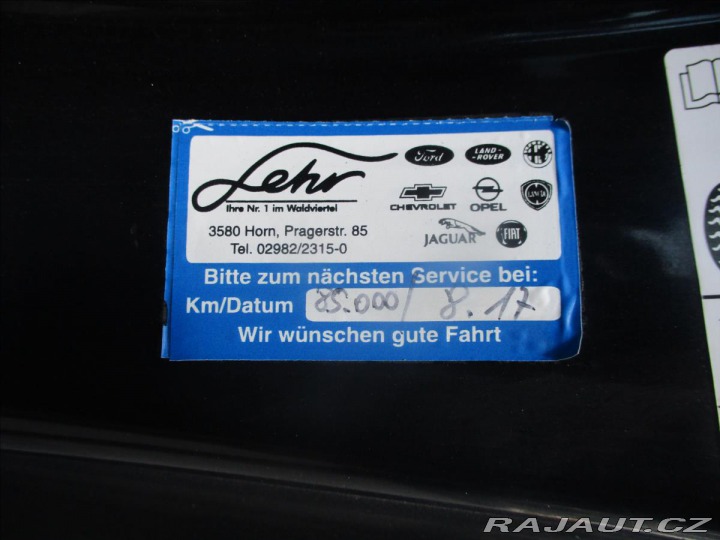 Lehr
Ihre Nr. 1 im Waldviertel
3580 Horn, Pragerstr. 85
Tel. 02982/2315-0
Ford
LAND-ROVER
CHEVROLET
OPEL
LANCIA
JAGUAR
FIAT
Bitte zum nächsten Service bei:
Km/Datum 85.000 / 8.17
Wir wünschen gute Fahrt
RAJAUT.CZ